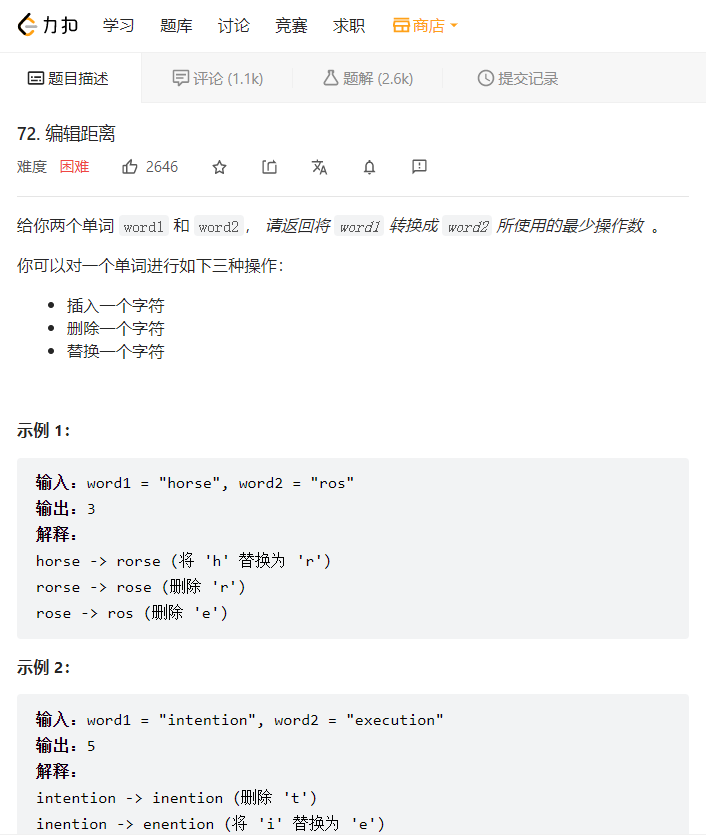 力扣 学习 题库 讨论 竞赛 求职 商店
题目描述 评论 (1.1k) 题解 (2.6k) 提交记录
72. 编辑距离
难度 困难 2646
给你两个单词 word1 和 word2， 请返回将 word1 转换成 word2 所使用的最少操作数 。
你可以对一个单词进行如下三种操作：
• 插入一个字符
• 删除一个字符
• 替换一个字符
示例 1：
输入：word1 = "horse", word2 = "ros"
输出：3
解释：
horse -> rorse (将 'h' 替换为 'r')
rorse -> rose (删除 'r')
rose -> ros (删除 'e')
示例 2：
输入：word1 = "intention", word2 = "execution"
输出：5
解释：
intention -> inention (删除 't')
inention -> enention (将 'i' 替换为 'e')